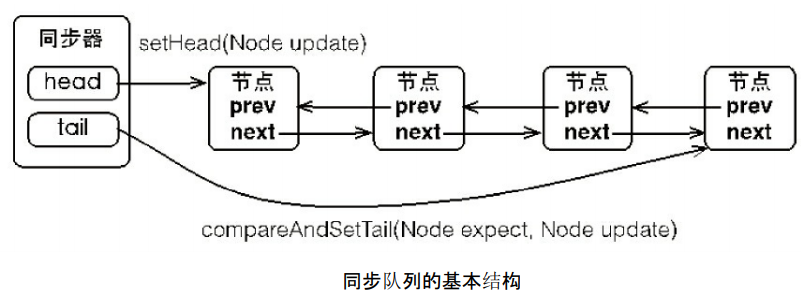 同步器
head
tail
setHead(Node update)
节点
prev
next
节点
prev
next
节点
prev
next
节点
prev
next
compareAndSetTail(Node expect, Node update)
同步队列的基本结构